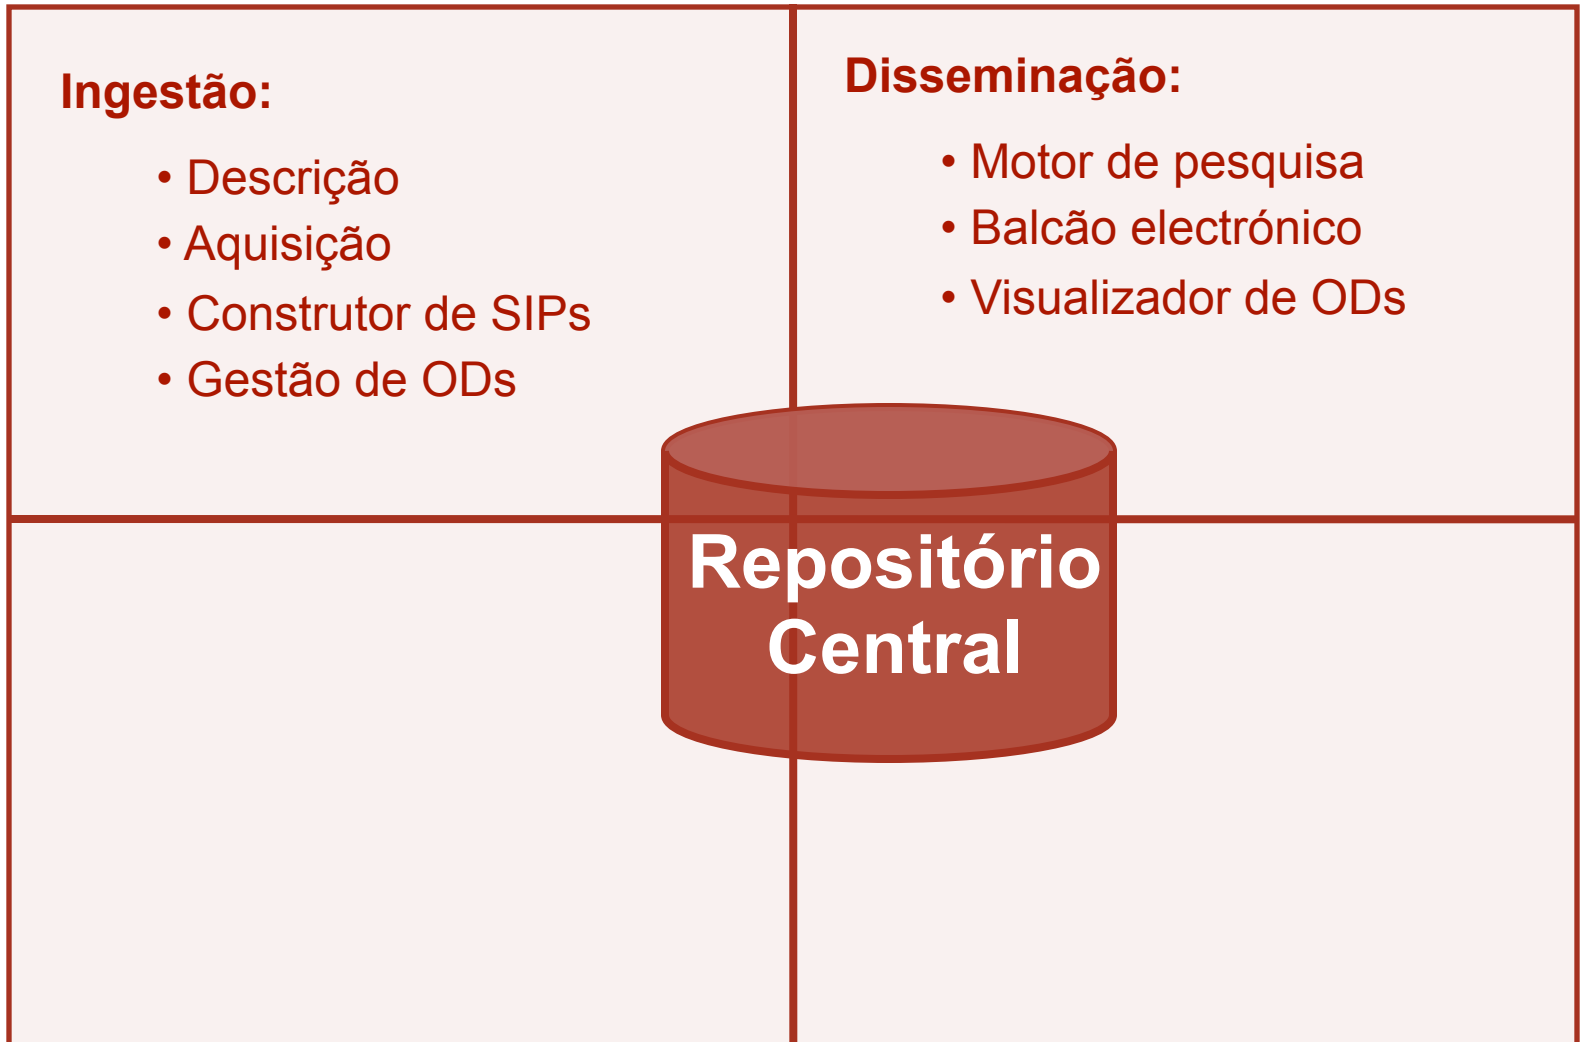 Ingestão:
• Descrição
• Aquisição
• Construtor de SIPs
• Gestão de ODs
Disseminação:
• Motor de pesquisa
• Balcão electrónico
• Visualizador de ODs
Repositório
Central